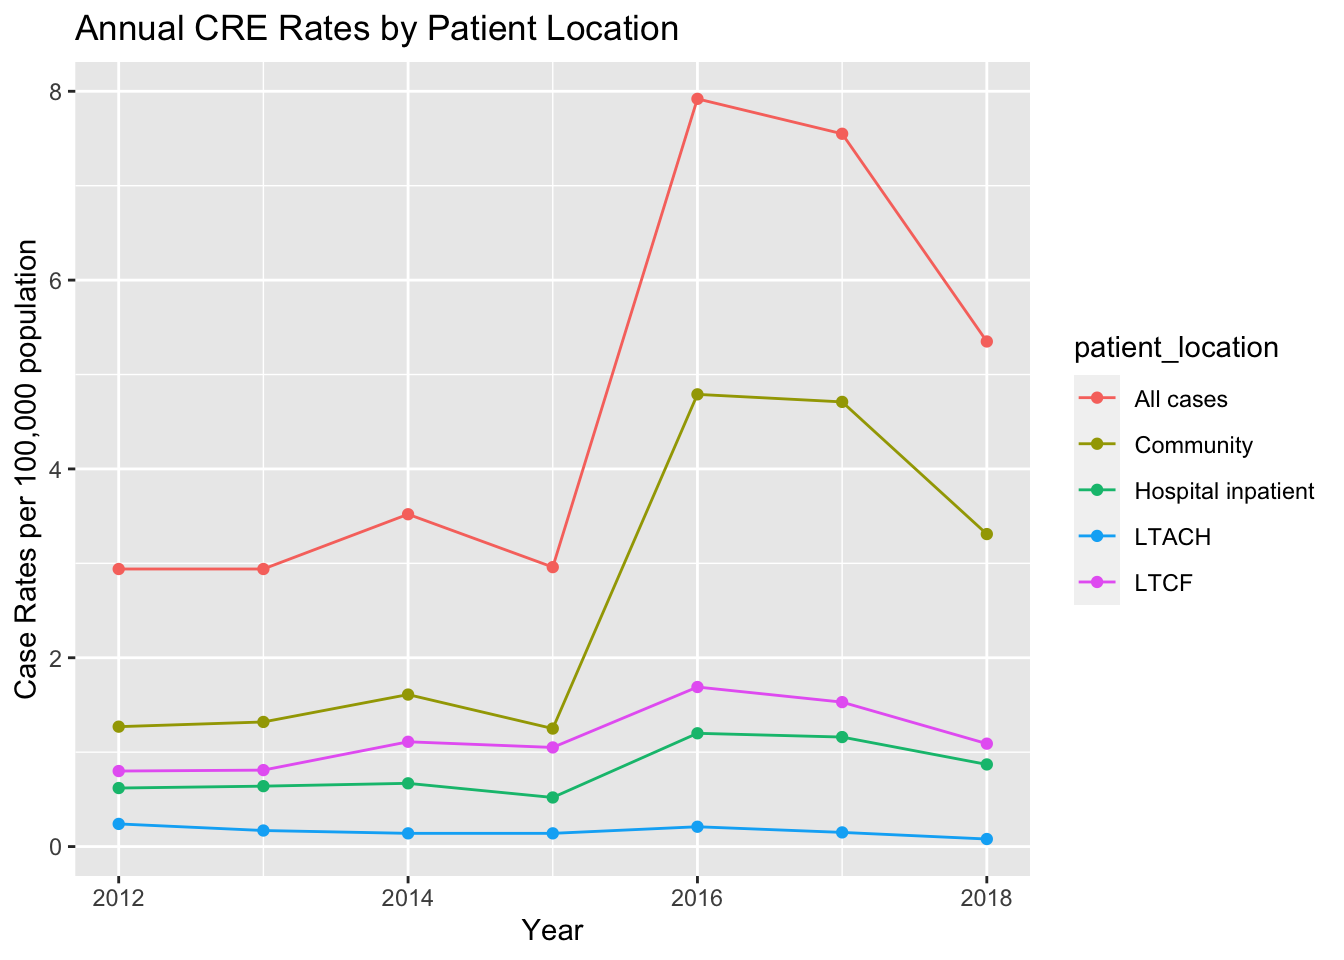 Annual CRE Rates by Patient Location
Case Rates per 100,000 population
8
6
4
2
0
2012
2014
2016
2018
Year
patient_location
All cases
Community
Hospital inpatient
LTACH
LTCF